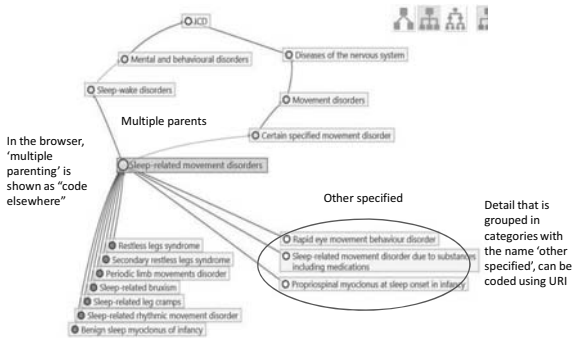 ICD
Mental and behavioural disorders
Diseases of the nervous system
Sleep-wake disorders
Movement disorders
Multiple parents
Certain specified movement disorder
In the browser,
‘multiple
parenting’ is
shown as “code
elsewhere”
Sleep-related movement disorders
Other specified
Restless legs syndrome
Secondary restless legs syndrome
Periodic limb movements disorder
Sleep-related bruxism
Sleep-related leg cramps
Sleep-related rhythmic movement disorder
Benign sleep myoclonus of infancy
Rapid eye movement behaviour disorder
Sleep-related movement disorder due to substances
including medications
Propriospinal myoclonus at sleep onset in infancy
Detail that is
grouped in
categories with
the name ‘other
specified’, can be
coded using URI